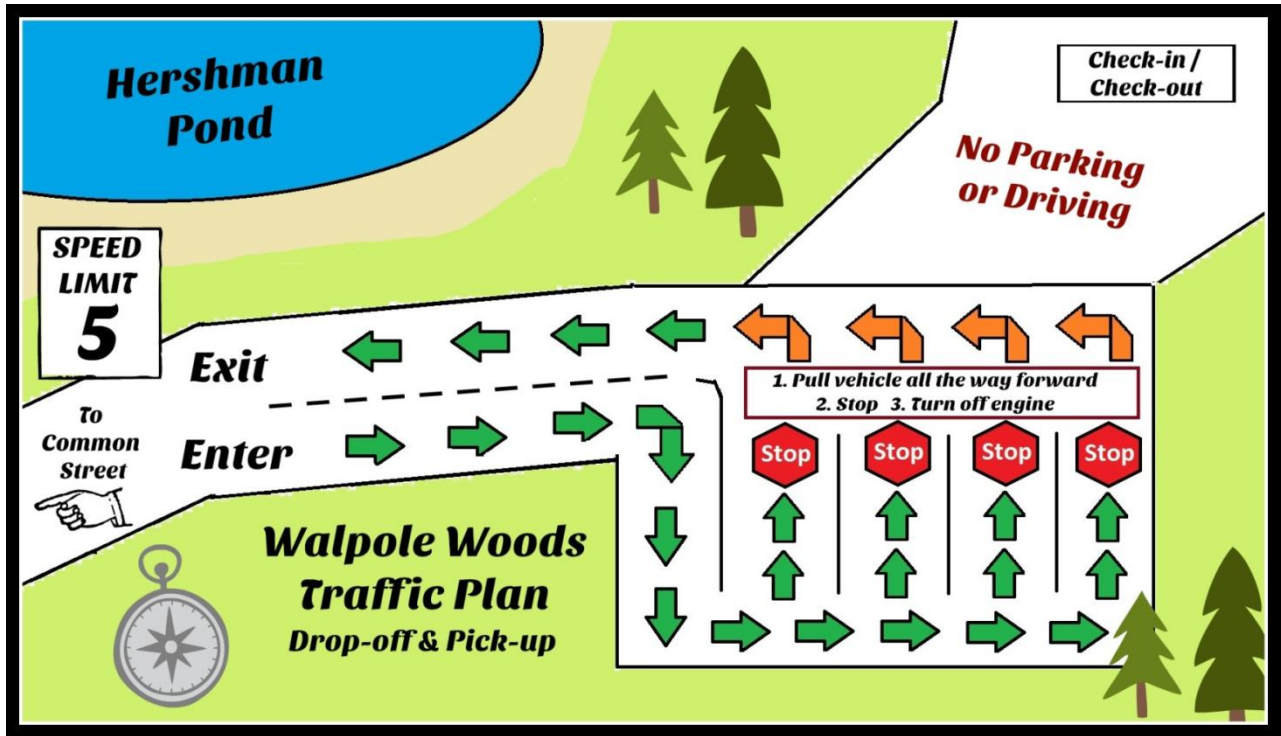 Hershman
Pond
Check-in /
Check-out
No Parking
or Driving
SPEED
LIMIT
5
Exit
1. Pull vehicle all the way forward
2. Stop 3. Turn off engine
To
Common
Street
Enter
Stop
Stop
Stop
Stop
Walpole Woods
Traffic Plan
Drop-off & Pick-up